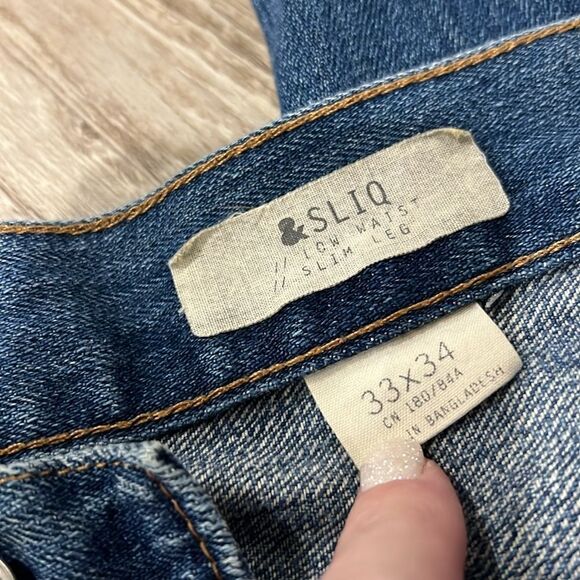 &SLIQ
// LOW WAIST
// SLIM LEG
33x34
CN 180/84A
IN BANGLADESH